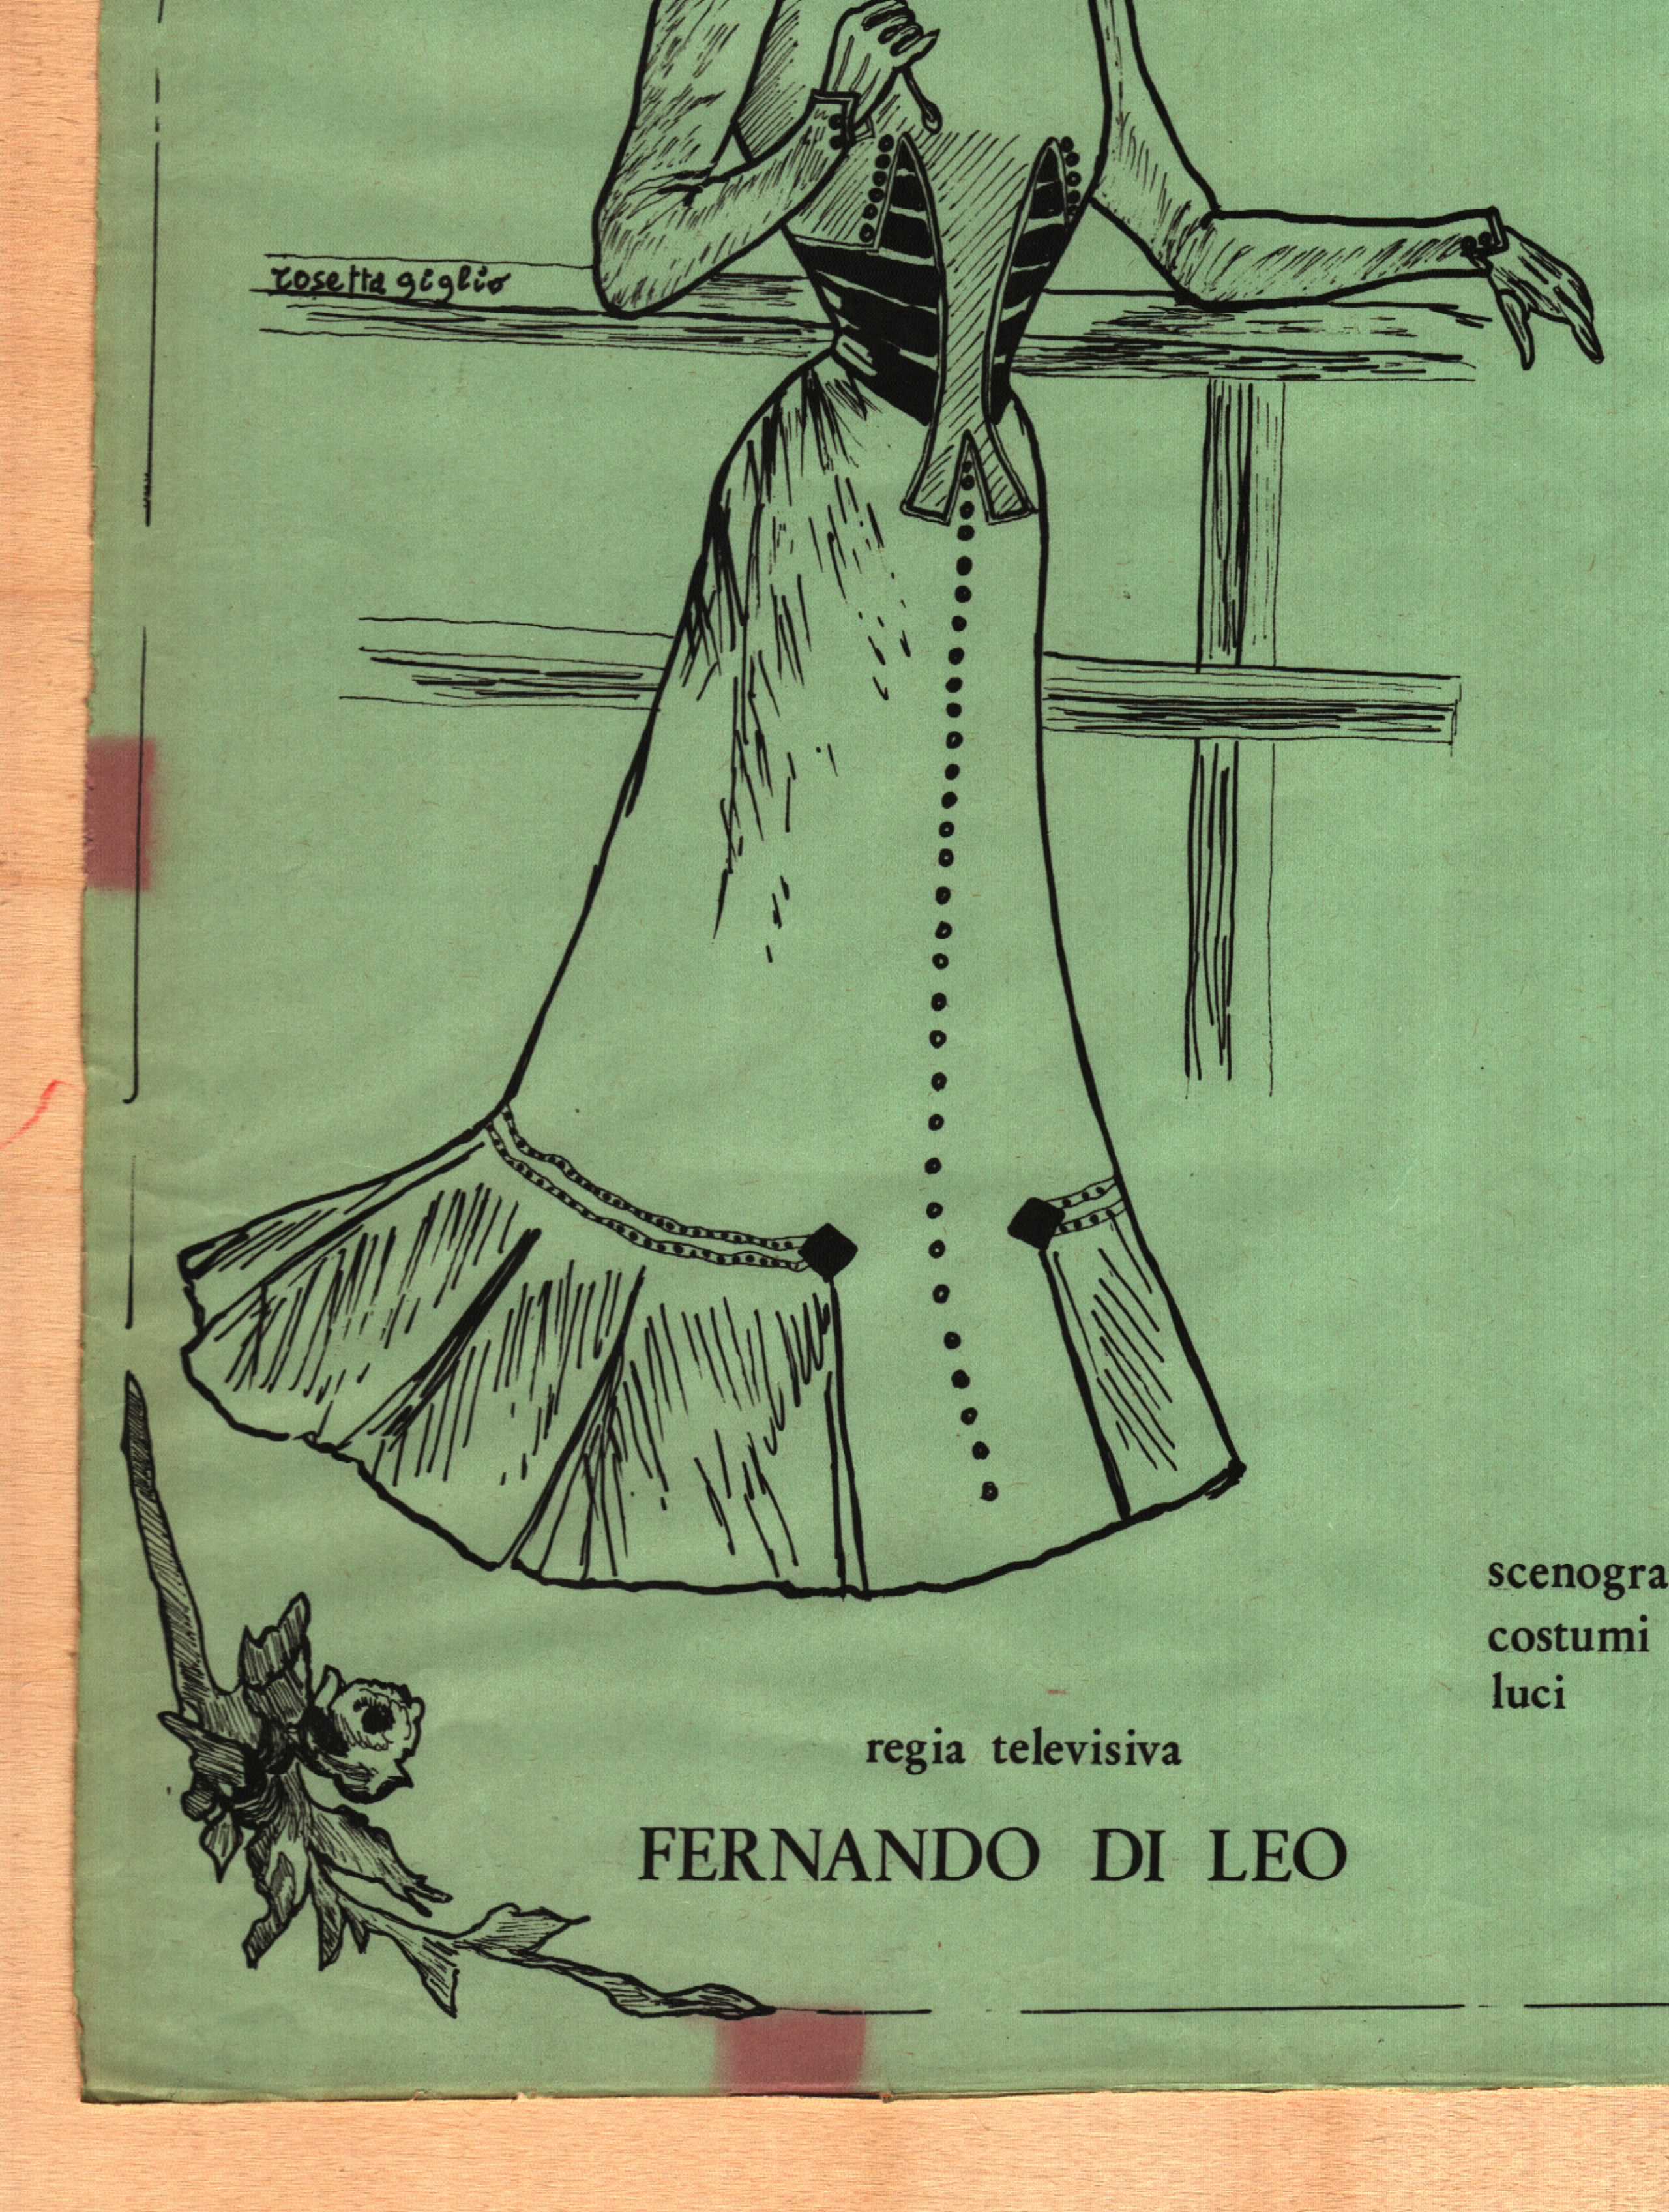 rosetta giglio
scenogra
costumi
luci
regia televisiva
FERNANDO DI LEO